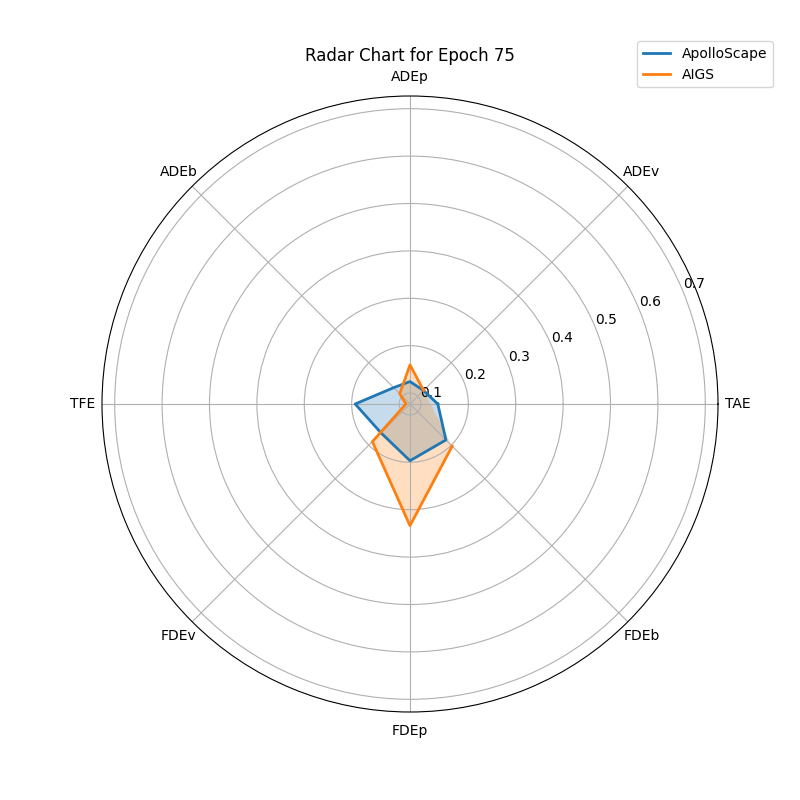 Radar Chart for Epoch 75
ApolloScape
AIGS
ADEp
ADEb
ADEv
0.7
0.6
0.5
0.4
0.3
0.2
0.1
TFE
TAE
FDEv
FDEb
FDEp